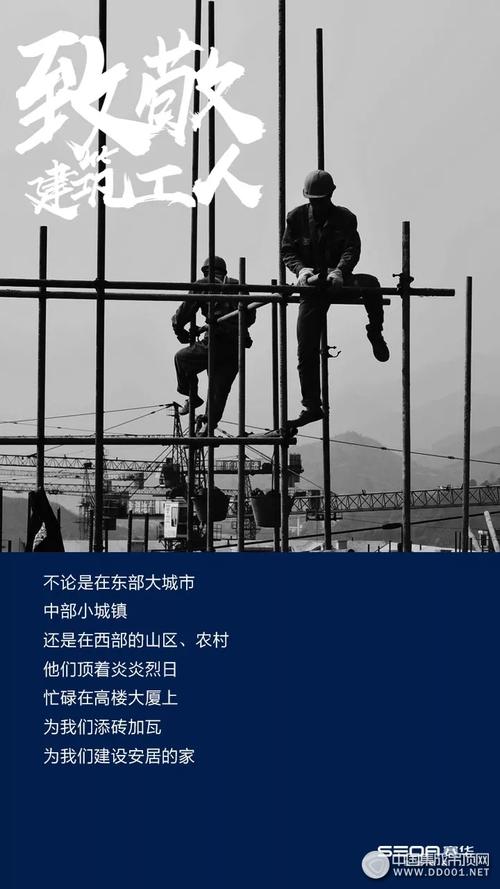 致敬
建筑工人
不论是在东部大城市
中部小城镇
还是在西部的山区、农村
他们顶着炎炎烈日
忙碌在高楼大厦上
为我们添砖加瓦
为我们建设安居的家
SEON 赛华
中国集成吊顶网
WWW.DD001.NET